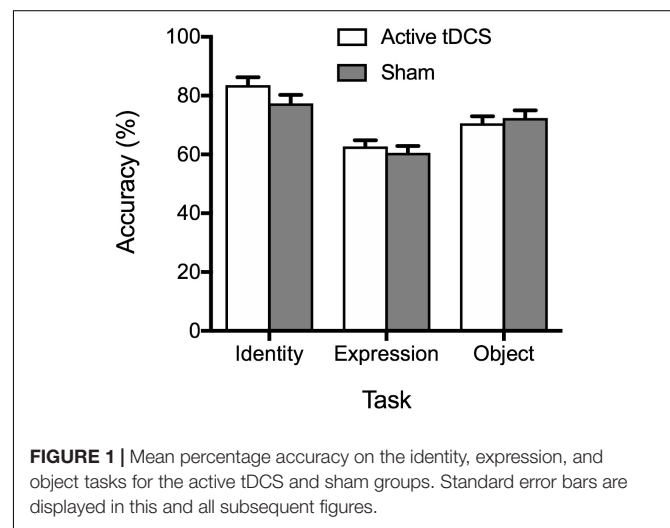 100
80
60
40
20
0
Accuracy (%)
Active tDCS
Sham
Identity Expression Object
Task
FIGURE 1 | Mean percentage accuracy on the identity, expression, and
object tasks for the active tDCS and sham groups. Standard error bars are
displayed in this and all subsequent figures.